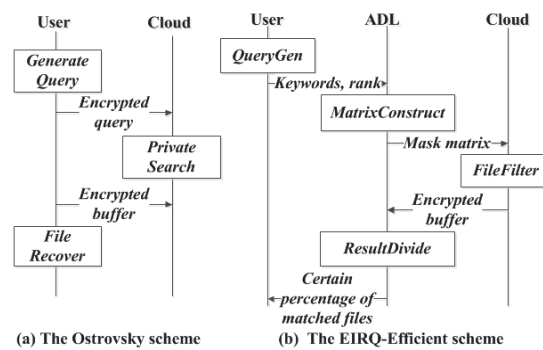 User
Cloud
Generate
Query
Encrypted
query
Private
Search
Encrypted
buffer
File
Recover
(a) The Ostrovsky scheme
User
ADL
Cloud
QueryGen
Keywords, rank
MatrixConstruct
Mask matrix
FileFilter
Encrypted
buffer
ResultDivide
Certain
percentage of
matched files
(b) The EIRQ-Efficient scheme